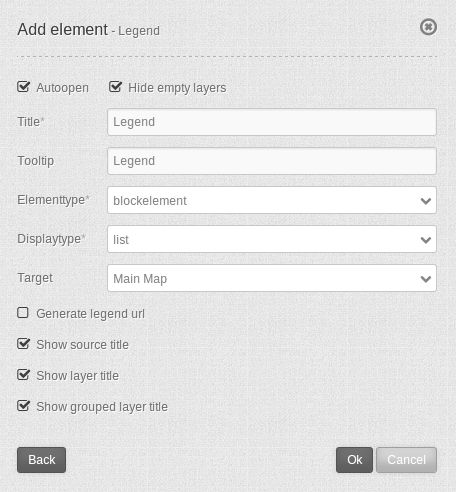 Add element - Legend
Autoopen Hide empty layers
Title* Legend
Tooltip Legend
Elementtype* blockelement
Displaytype* list
Target Main Map
Generate legend url
Show source title
Show layer title
Show grouped layer title
Back Ok Cancel